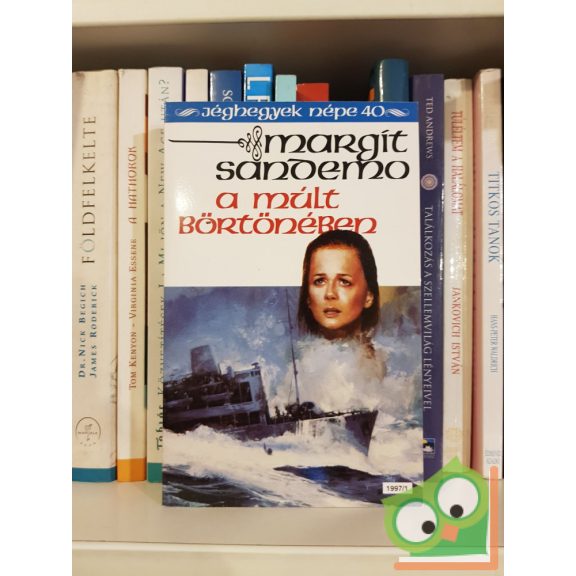 Jéghegyek népe 40
Margit
Sandemo
a múlt
börtönében
1997/1
Dr. Nick Begich
James Roderick
FÖLDFELKELTE
Tom Kenyon - Virginia Essene
A HATHOROK
TED ANDREWS
TALÁLKOZÁS A SZELLEMVILÁG LÉNYEIVEL
JANKOVICH ISTVÁN
TITKOS TANOK